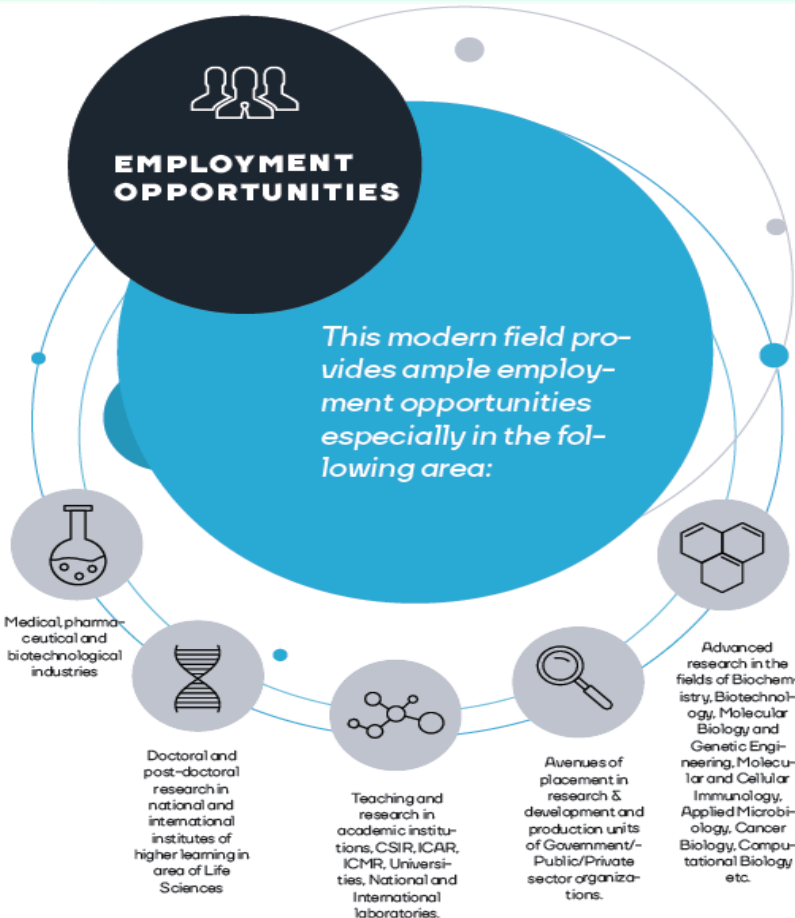 EMPLOYMENT
OPPORTUNITIES
This modern field pro-
vides ample employ-
ment opportunities
especially in the fol-
lowing area:
Medical, pharma-
ceutical and
biotechnological
industries
Doctoral and
post-doctoral
research in
national and
international
institutes of
higher learning in
area of Life
Sciences
Teaching and
research in
academic institu-
tions, CSIR, ICAR,
ICMR, Universi-
ties, National and
International
laboratories.
Avenues of
placement in
research &
development and
production units
of Government/-
Public/Private
sector organiza-
tions.
Advanced
research in the
fields of Biochem-
istry, Biotechnol-
ogy, Molecular
Biology and
Genetic Engi-
neering, Molecu-
lar and Cellular
Immunology,
Applied Microbi-
ology, Cancer
Biology, Compu-
tational Biology
etc.